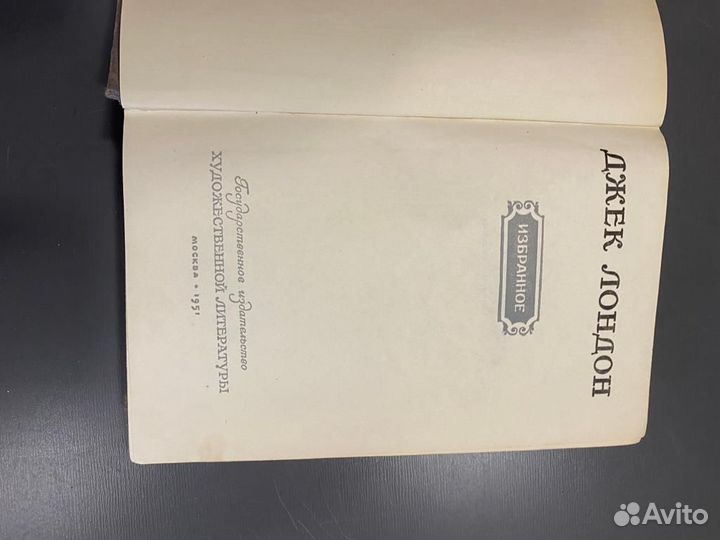 ДЖЕК ЛОНДОН
ИЗБРАННОЕ
Государственное издательство
ХУДОЖЕСТВЕННОЙ ЛИТЕРАТУРЫ
МОСКВА • 1951
Avito